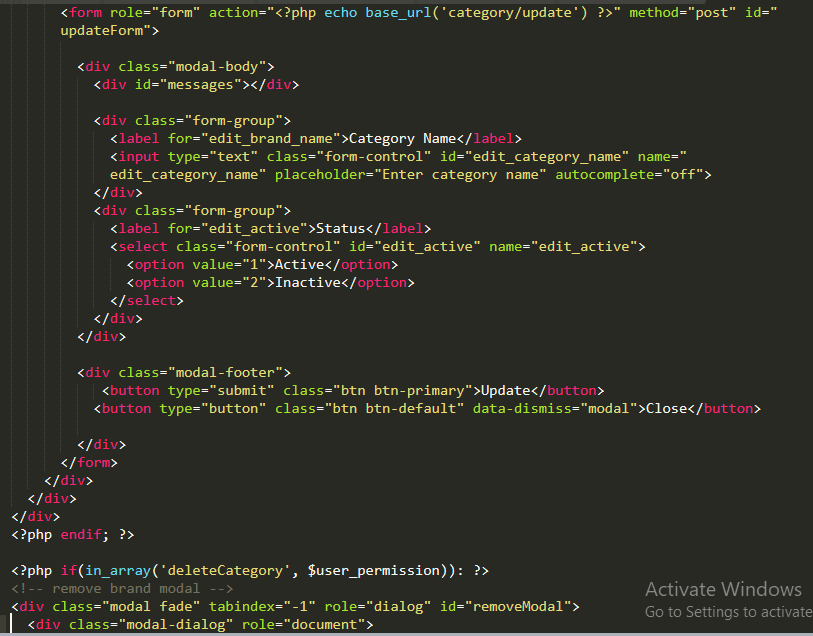 <form role="form" action="<?php echo base_url('category/update') ?>" method="post" id="
updateForm">
<div class="modal-body">
<div id="messages"></div>
<div class="form-group">
<label for="edit_brand_name">Category Name</label>
<input type="text" class="form-control" id="edit_category_name" name="
edit_category_name" placeholder="Enter category name" autocomplete="off">
</div>
<div class="form-group">
<label for="edit_active">Status</label>
<select class="form-control" id="edit_active" name="edit_active">
<option value="1">Active</option>
<option value="2">Inactive</option>
</select>
</div>
</div>
<div class="modal-footer">
<button type="submit" class="btn btn-primary">Update</button>
<button type="button" class="btn btn-default" data-dismiss="modal">Close</button>
</div>
</form>
</div>
</div>
</div>
<?php endif; ?>
<?php if(in_array('deleteCategory', $user_permission)): ?>
<!-- remove brand modal -->
<div class="modal fade" tabindex="-1" role="dialog" id="removeModal">
<div class="modal-dialog" role="document">
Activate Windows
Go to Settings to activate